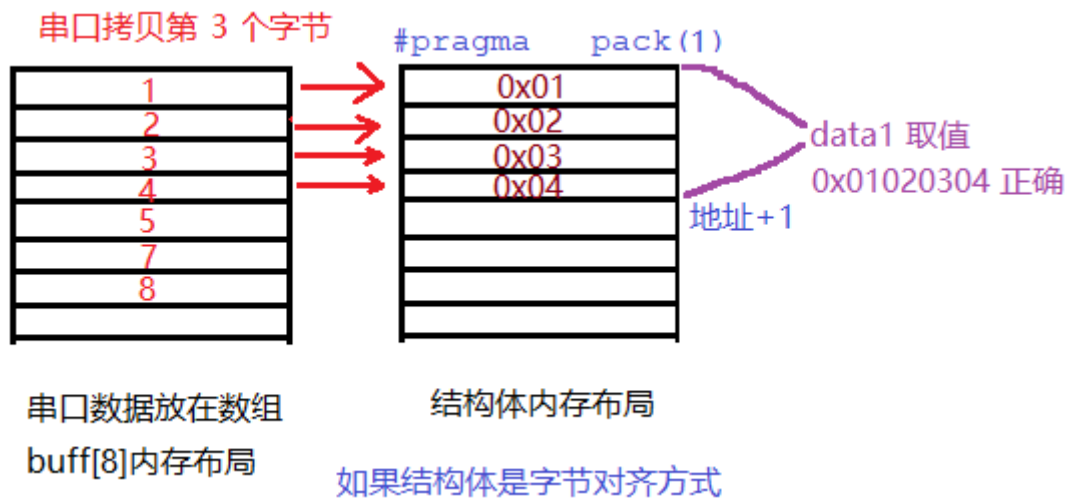 串口拷贝第 3 个字节
#pragma pack(1)
1
2
3
4
5
7
8
0x01
0x02
0x03
0x04
data1 取值
0x01020304 正确
地址+1
串口数据放在数组
buff[8]内存布局
结构体内存布局
如果结构体是字节对齐方式